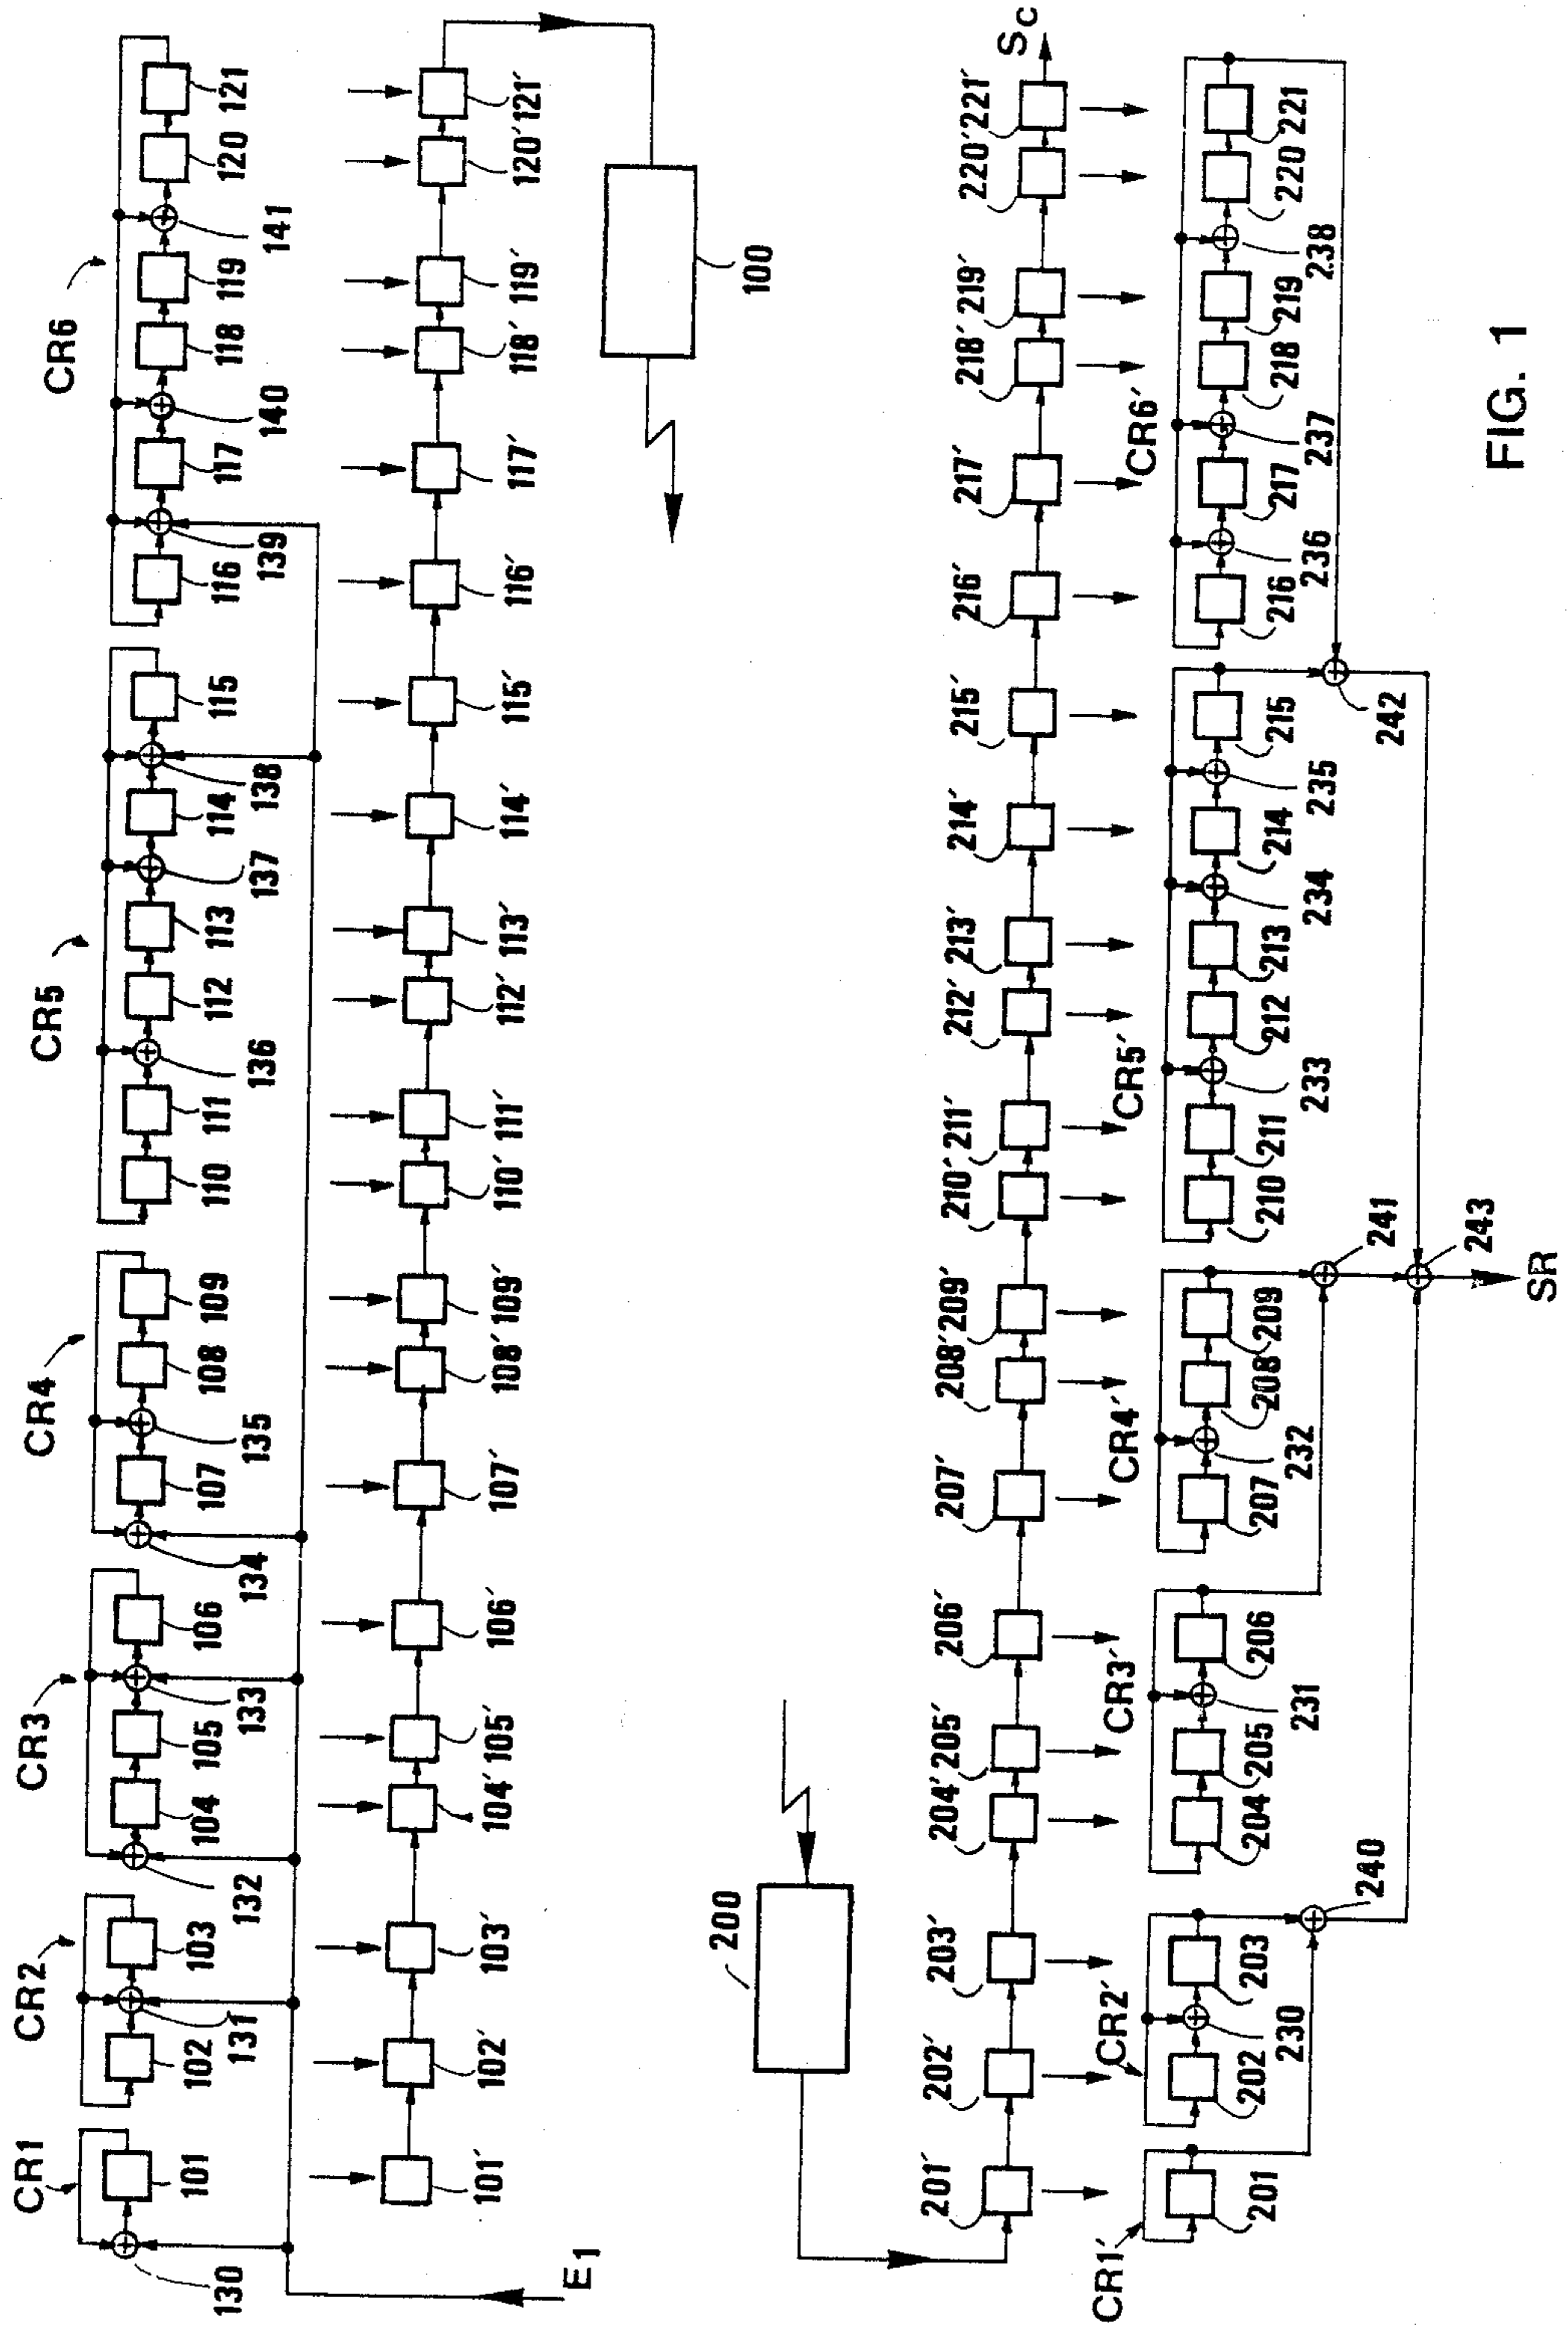 CR1 CR2 CR3 CR4 CR5 CR6
101 102 103 104 105 106 107 108 109 110 111 112 113 114 115 116 117 118 119 120 121
130 131 132 133 134 135 136 137 138 139 140 141
101′ 102′ 103′ 104′ 105′ 106′ 107′ 108′ 109′ 110′ 111′ 112′ 113′ 114′ 115′ 116′ 117′ 118′ 119′ 120′ 121′
E1
100
200
201′ 202′ 203′ 204′ 205′ 206′ 207′ 208′ 209′ 210′ 211′ 212′ 213′ 214′ 215′ 216′ 217′ 218′ 219′ 220′ 221′ Sc
CR1′ CR2′ CR3′ CR4′ CR5′ CR6′
201 202 203 204 205 206 207 208 209 210 211 212 213 214 215 216 217 218 219 220 221
230 231 232 233 234 235 236 237 238
240 241 242
243
SR
FIG. 1